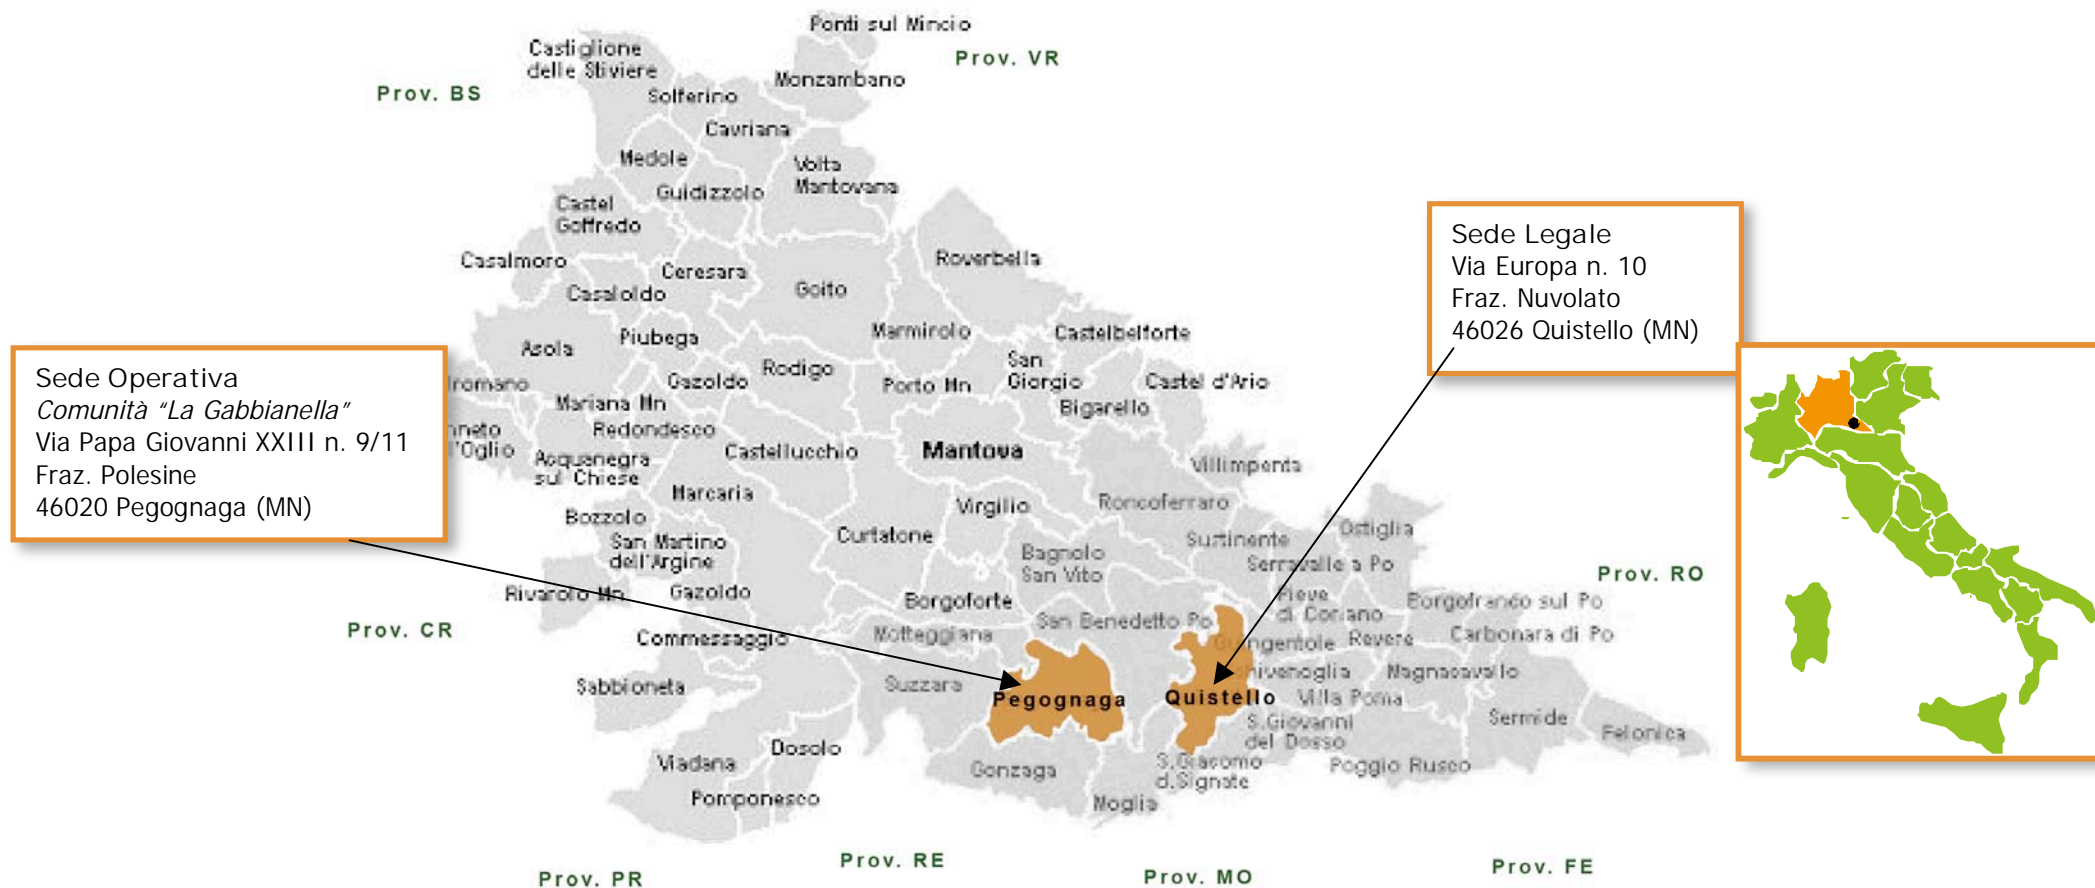 Ponti sul Mincio
Castiglione
delle Stiviere
Prov. VR
Monzambano
Prov. BS
Solferino
Cavriana
Medole
Volta
Mantovana
Guidizzolo
Castel
Goffredo
Sede Legale
Via Europa n. 10
Fraz. Nuvolato
46026 Quistello (MN)
Casalmoro
Ceresara
Roverbella
Casaloldo
Goito
Piubega
Marmirolo
Castelbelforte
Asola
Sede Operativa
Comunità “La Gabbianella”
Via Papa Giovanni XXIII n. 9/11
Fraz. Polesine
46020 Pegognaga (MN)
Rodigo
San
Giorgio
Gazoldo
Porto Mn
Castel d'Ario
Iromano
Mariana Mn
Bigarello
nneto
l'Oglio
Redondesco
Castellucchio
Mantova
Acquanegra
sul Chiese
Villimpenta
Marcaria
Virgilio
Roncoferraro
Bozzolo
San Martino
dell'Argine
Curtatone
Bagnolo
San Vito
Sustinente
Ostiglia
Serravalle a Po
Prov. RO
Rivarolo Mn
Gazoldo
Borgoforte
Pieve
di Coriano
Borgofranco sul Po
Prov. CR
Commessaggio
Motteggiana
San Benedetto Po
Quingentole
Revere
Carbonara di Po
Sabbioneta
Suzzara
Pegognaga
Quistello
chivenoglia
Magnacavallo
Villa Poma
S.Giovanni
del Dosso
Sermide
Felonica
Viadana
Dosolo
Gonzaga
S.Giacomo
d.Signate
Poggio Rusco
Pomponesco
Moglia
Prov. PR
Prov. RE
Prov. MO
Prov. FE